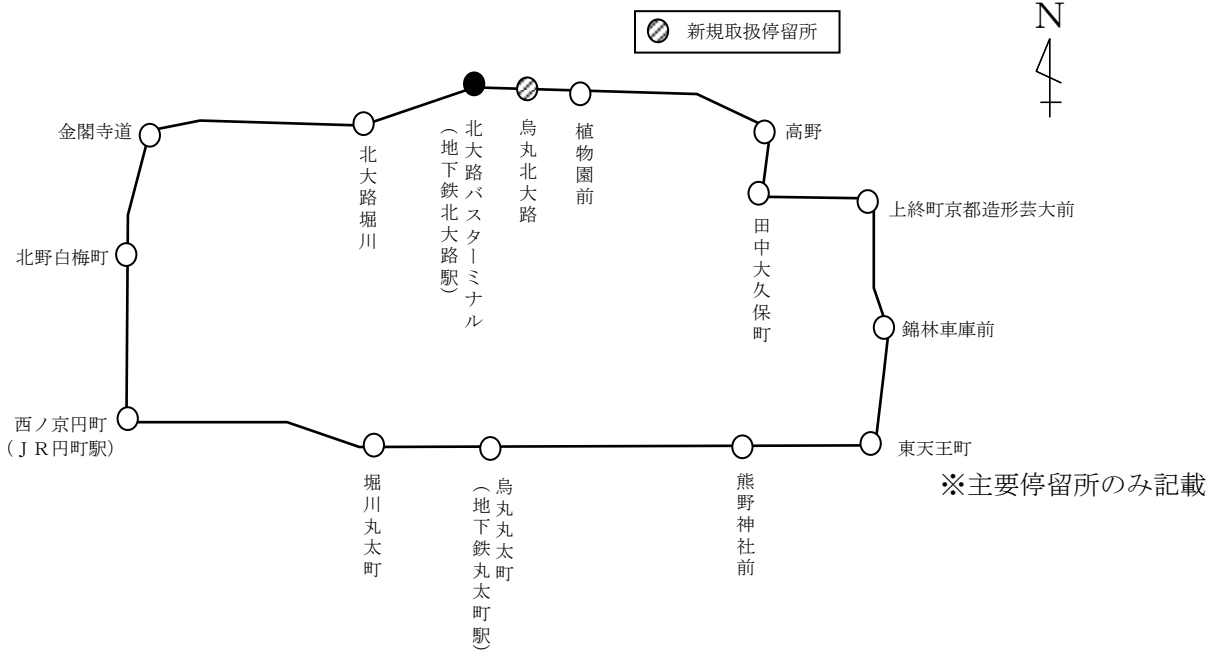 N
新規取扱停留所
金閣寺道
北大路堀川
北大路バスターミナル
（地下鉄北大路駅）
烏丸北大路
植物園前
高野
田中大久保町
上終町京都造形芸大前
北野白梅町
錦林車庫前
西ノ京円町
（ＪＲ円町駅）
堀川丸太町
烏丸丸太町
（地下鉄丸太町駅）
熊野神社前
東天王町
※主要停留所のみ記載